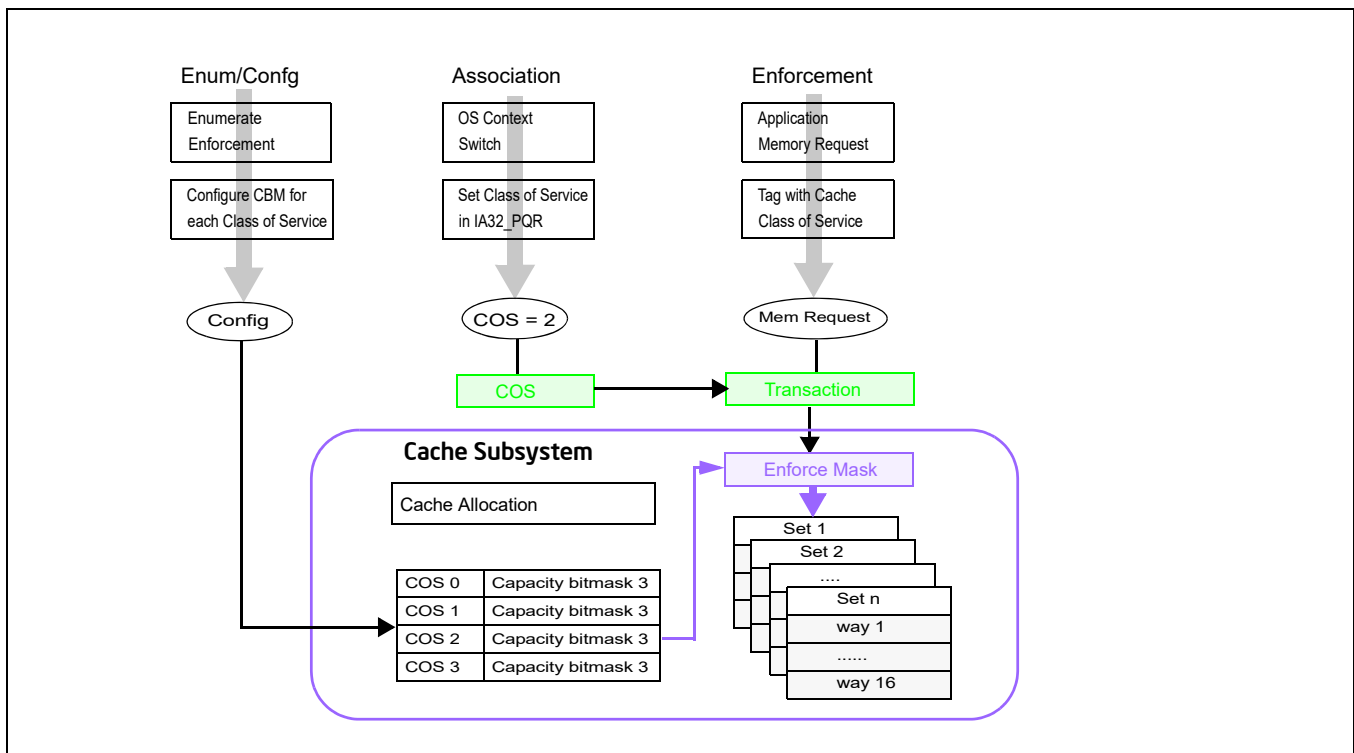 Enum/Confg
Association
Enforcement
Enumerate
Enforcement
OS Context
Switch
Application
Memory Request
Configure CBM for
each Class of Service
Set Class of Service
in IA32_PQR
Tag with Cache
Class of Service
Config
COS = 2
Mem Request
COS
Transaction
Cache Subsystem
Enforce Mask
Cache Allocation
Set 1
Set 2
....
Set n
way 1
......
way 16
COS 0 Capacity bitmask 3
COS 1 Capacity bitmask 3
COS 2 Capacity bitmask 3
COS 3 Capacity bitmask 3